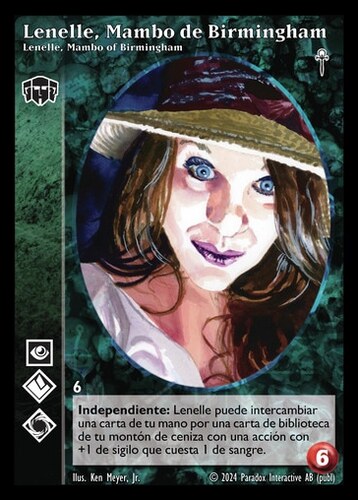 Lenelle, Mambo de Birmingham
Lenelle, Mambo of Birmingham
6
Independiente: Lenelle puede intercambiar
una carta de tu mano por una carta de biblioteca
de tu montón de ceniza con una acción con
+1 de sigilo que cuesta 1 de sangre.
6
Ilus. Ken Meyer, Jr.
© 2024 Paradox Interactive AB (publ)